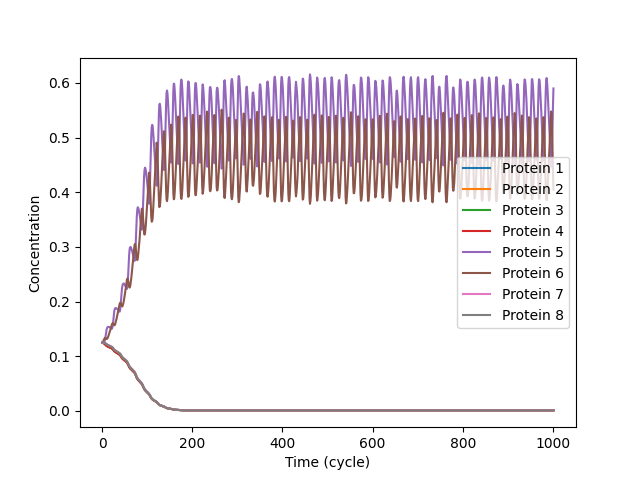 0.6
0.5
0.4
0.3
0.2
0.1
0.0
Concentration
0
200
400
600
800
1000
Time (cycle)
Protein 1
Protein 2
Protein 3
Protein 4
Protein 5
Protein 6
Protein 7
Protein 8